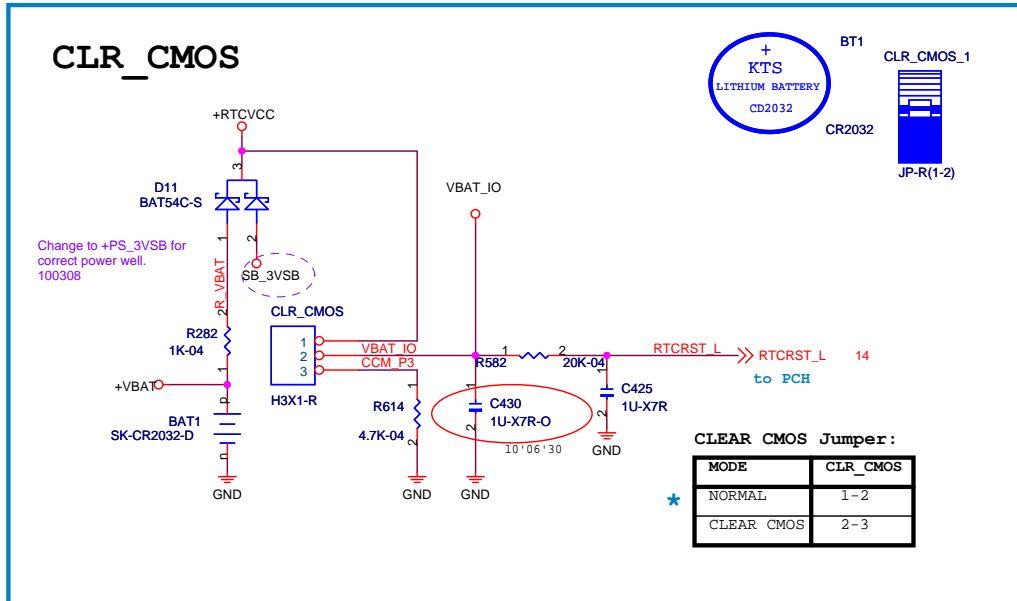 CLR_CMOS
+
KTS
LITHIUM BATTERY
CD2032
BT1
CR2032
CLR_CMOS_1
JP-R(1-2)
+RTCVCC
3
D11
BAT54C-S
1
2
Change to +PS_3VSB for
correct power well.
100308
R_VBAT
SB_3VSB
VBAT_IO
2
R282
1K-04
1
+VBAT
p
BAT1
SK-CR2032-D
n
GND
CLR_CMOS
1
2
3
H3X1-R
VBAT_IO
CCM_P3
1
R614
4.7K-04
2
GND
1
R582
2
20K-04
1
C430
1U-X7R-O
2
10'06'30
GND
1
C425
1U-X7R
2
GND
RTCRST_L
RTCRST_L 14
to PCH
CLEAR CMOS Jumper:
MODE CLR_CMOS
* NORMAL 1-2
CLEAR CMOS 2-3